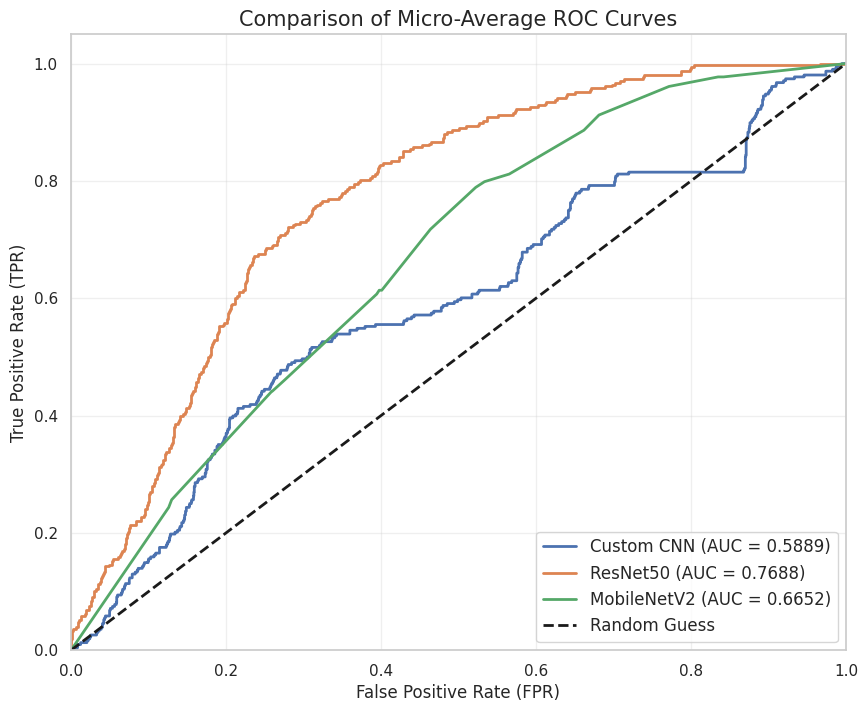 Comparison of Micro-Average ROC Curves
True Positive Rate (TPR)
1.0
0.8
0.6
0.4
0.2
0.0
Custom CNN (AUC = 0.5889)
ResNet50 (AUC = 0.7688)
MobileNetV2 (AUC = 0.6652)
Random Guess
0.0 0.2 0.4 0.6 0.8 1.0
False Positive Rate (FPR)